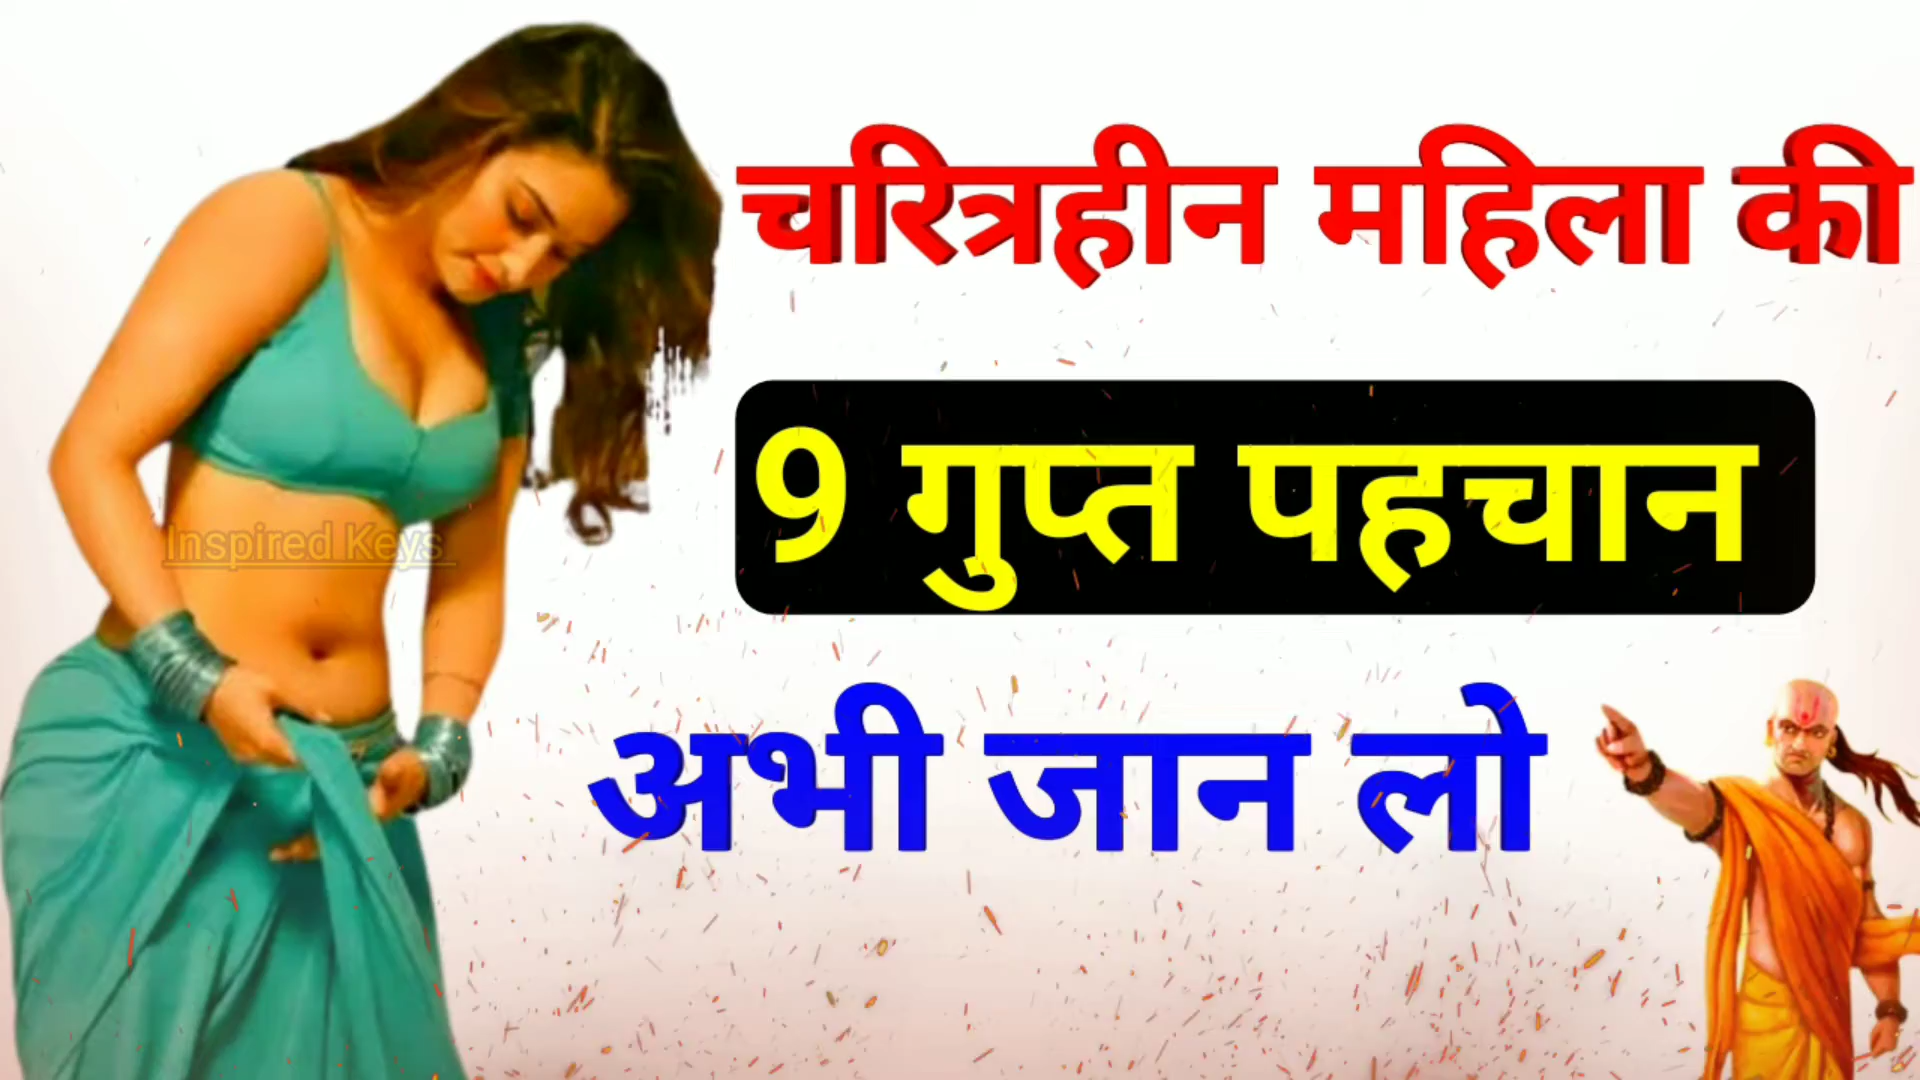 चरित्रहीन महिला की
9 गुप्त पहचान
Inspired Keys
अभी जान लो